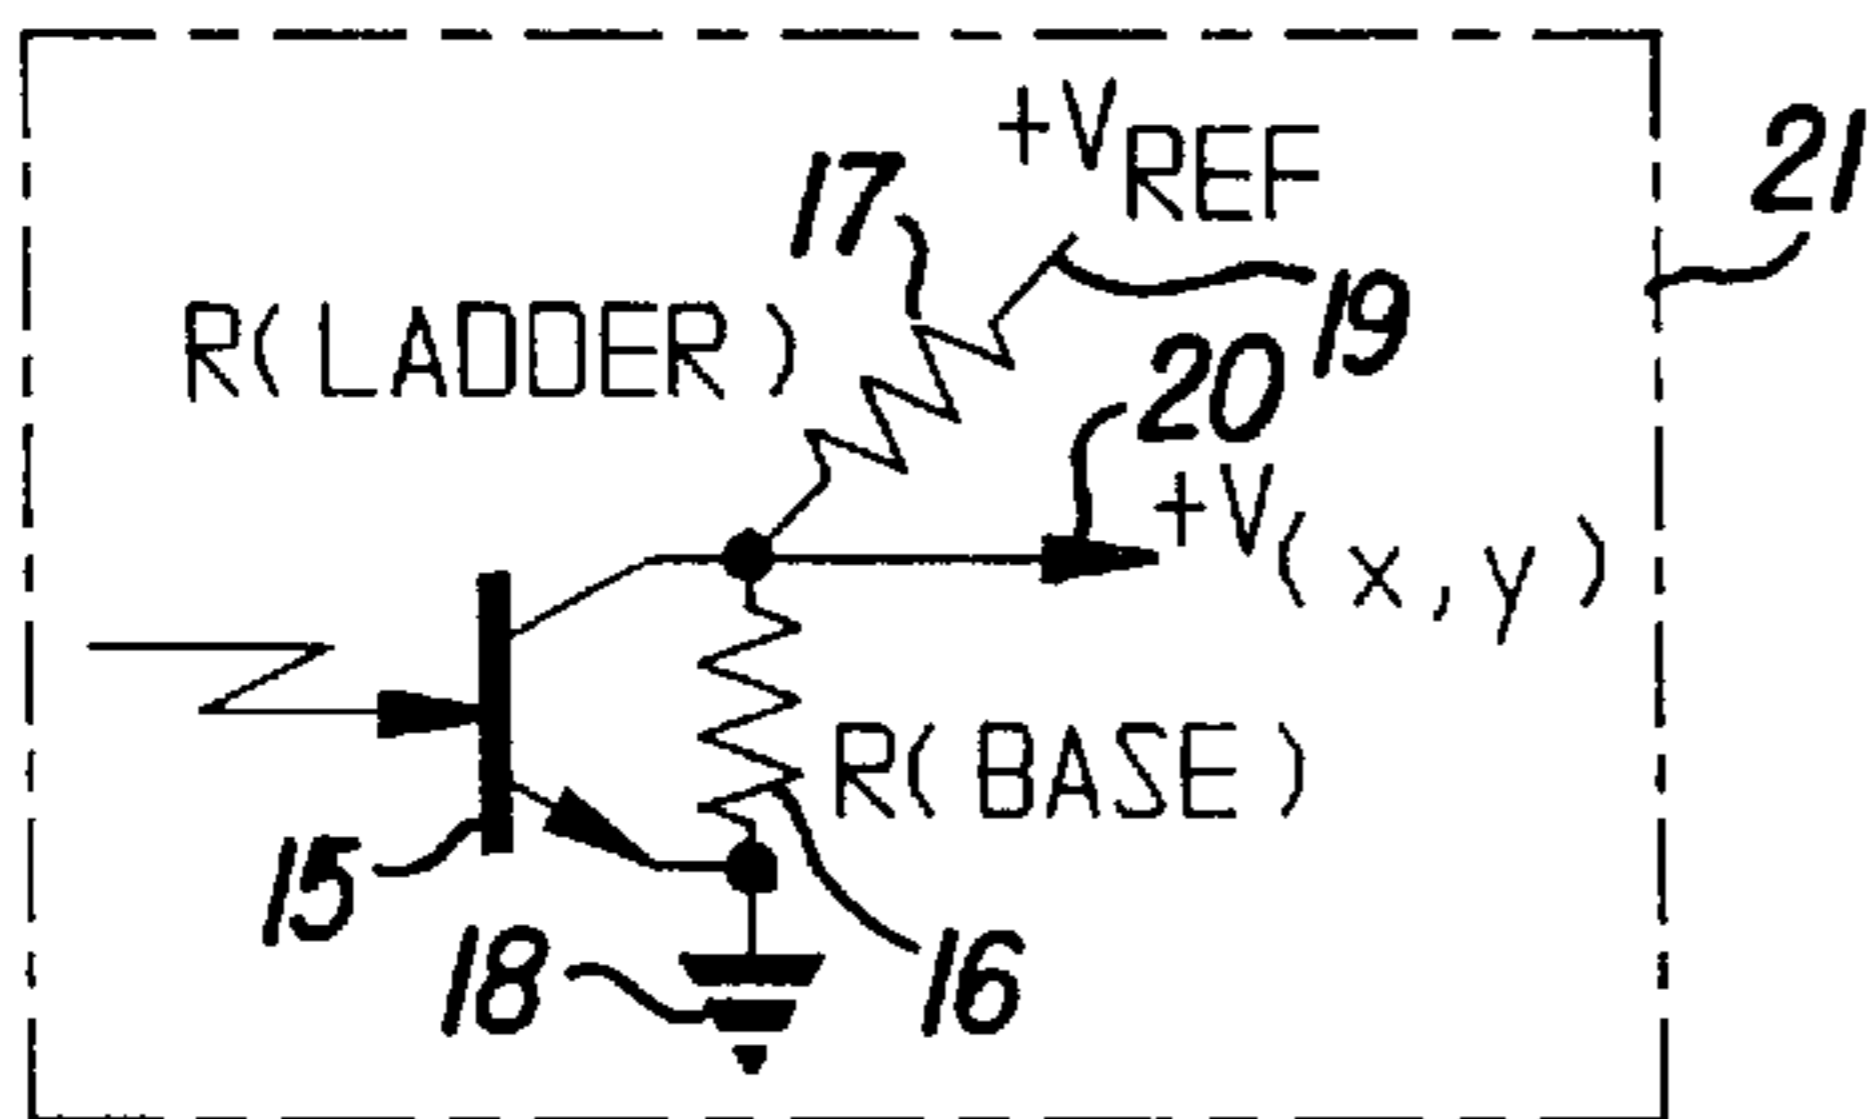 +VREF
17
21
R(LADDER)
19
20
+V(x,y)
R(BASE)
15
18
16